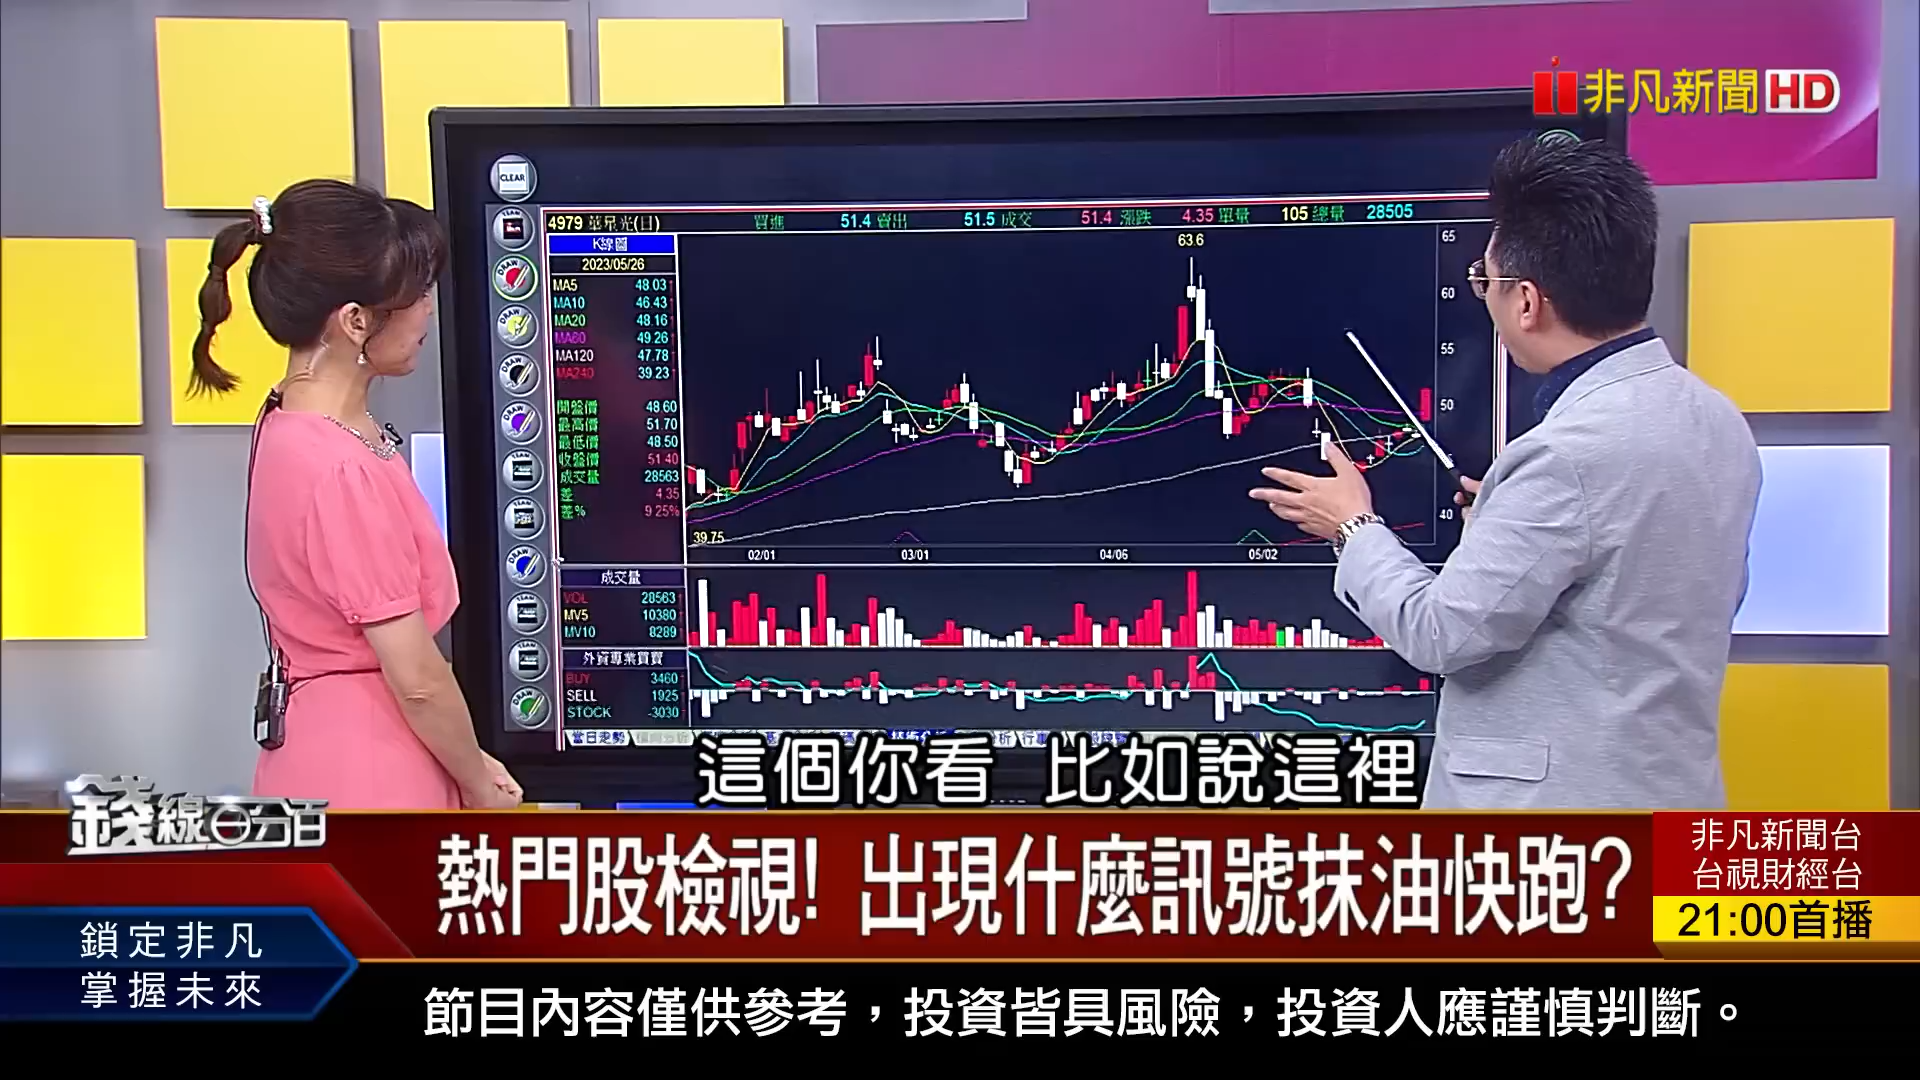 非凡新聞HD
CLEAR
4979 華星光(日) 買進 51.4 賣出 51.5 成交 51.4 漲跌 4.35 單量 105 總量 28505
K線圖
2023/05/26
MA5 48.03
MA10 46.43
MA20 48.16
MA60 49.26
MA120 47.78
MA240 39.23
開盤價 48.60
最高價 51.70
最低價 48.50
收盤價 51.40
成交量 28563
差 4.35
差% 9.25%
63.6
39.75
65
60
55
50
40
02/01 03/01 04/06 05/02
成交量
VOL 28563
MV5 10380
MV10 8289
外資專業買賣
BUY 3460
SELL 1925
STOCK -3030
當日走勢
DRAW
DRAW
DRAW
DRAW
DRAW
DRAW
這個你看 比如說這裡
錢線百分百
熱門股檢視! 出現什麼訊號抹油快跑?
非凡新聞台
台視財經台
21:00首播
鎖定非凡
掌握未來
節目內容僅供參考，投資皆具風險，投資人應謹慎判斷。